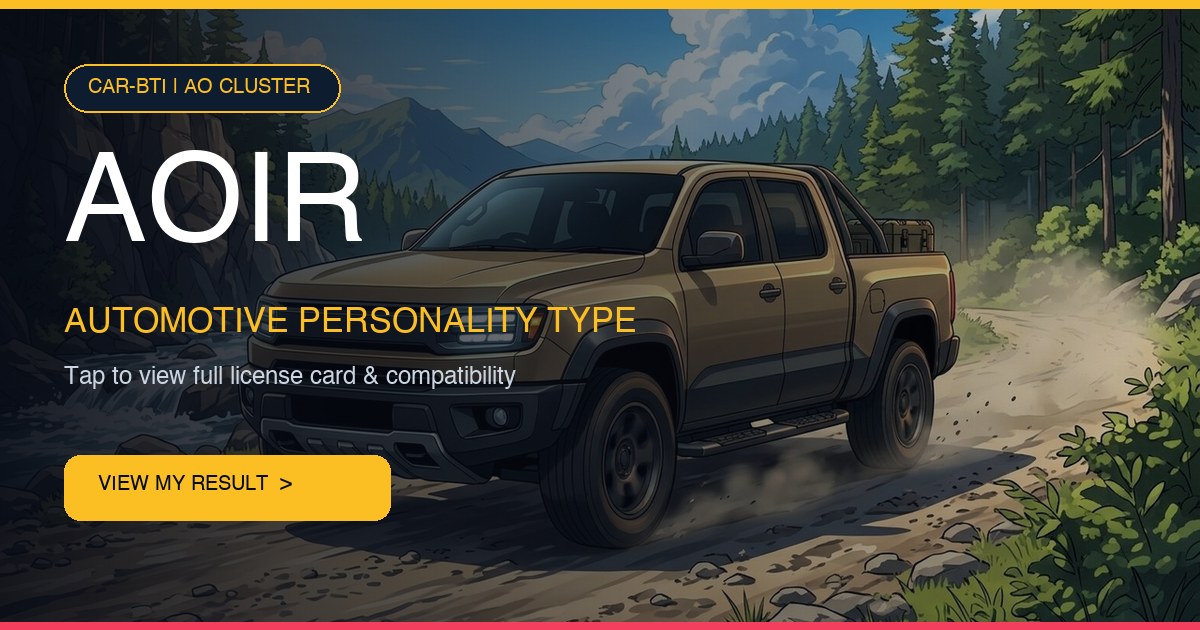 CAR-BTI | AO CLUSTER
AOIR
AUTOMOTIVE PERSONALITY TYPE
Tap to view full license card & compatibility
VIEW MY RESULT >